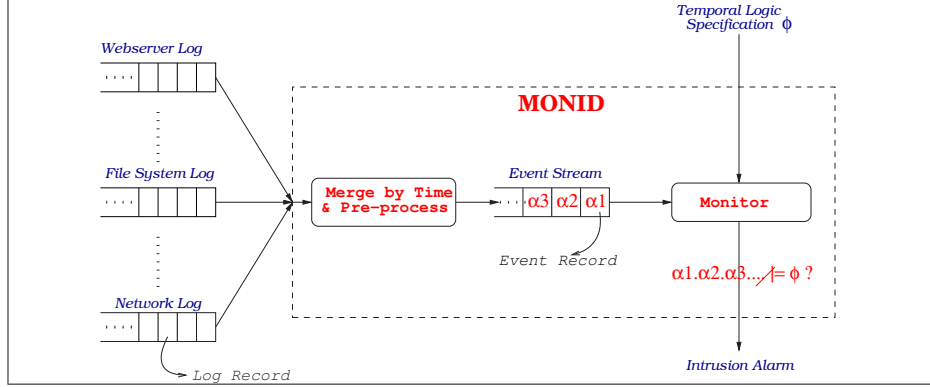 Temporal Logic
Specification ϕ
Webserver Log
....
MONID
File System Log
....
Merge by Time
& Pre-process
Event Stream
.... α3 α2 α1
Monitor
Event Record
α1.α2.α3.... ⊭ ϕ ?
Network Log
....
Log Record
Intrusion Alarm